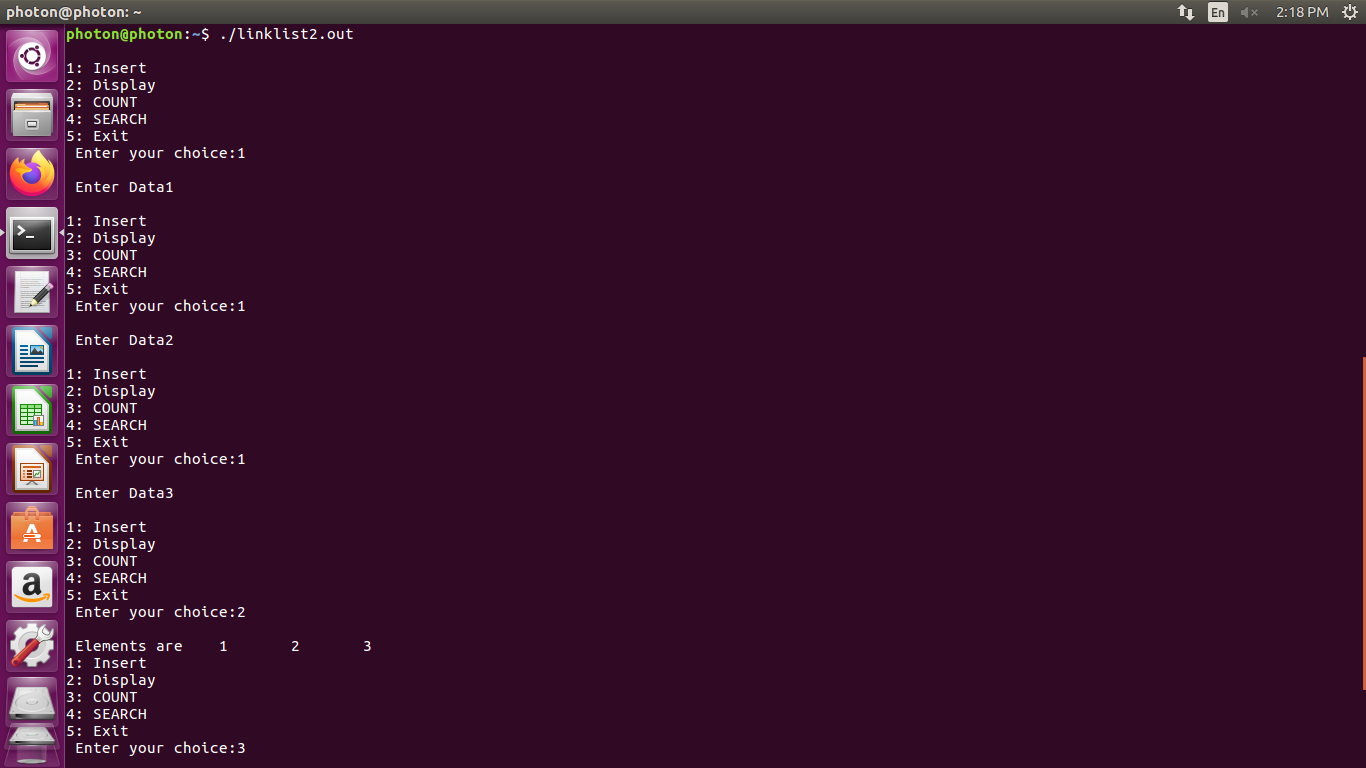 photon@photon: ~
En
2:18 PM
photon@photon:~$ ./linklist2.out
1: Insert
2: Display
3: COUNT
4: SEARCH
5: Exit
Enter your choice:1
Enter Data1
1: Insert
2: Display
3: COUNT
4: SEARCH
5: Exit
Enter your choice:1
Enter Data2
1: Insert
2: Display
3: COUNT
4: SEARCH
5: Exit
Enter your choice:1
Enter Data3
1: Insert
2: Display
3: COUNT
4: SEARCH
5: Exit
Enter your choice:2
Elements are    1       2       3
1: Insert
2: Display
3: COUNT
4: SEARCH
5: Exit
Enter your choice:3